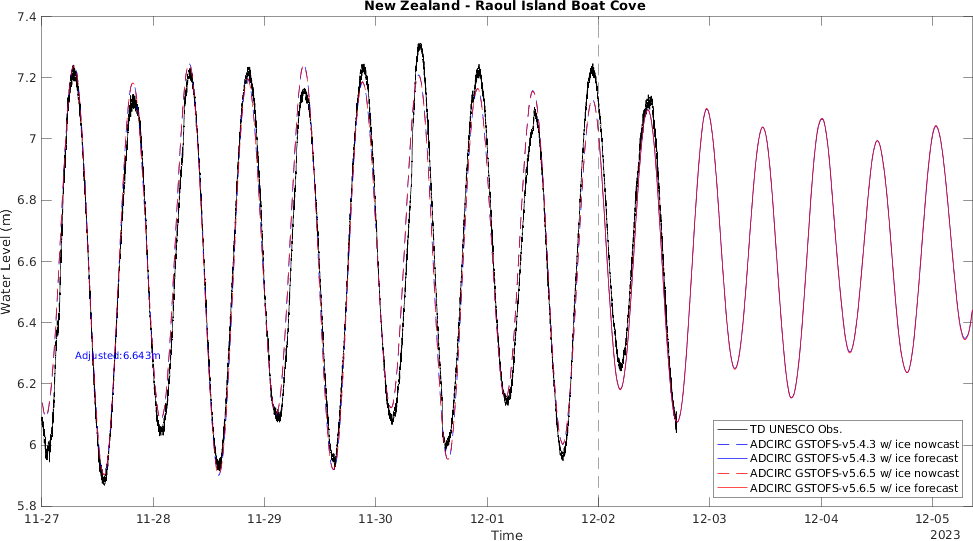 New Zealand - Raoul Island Boat Cove
7.4
7.2
7
6.8
6.6
6.4
6.2
6
5.8
Water Level (m)
Adjusted:6.643m
TD UNESCO Obs.
ADCIRC GSTOFS-v5.4.3 w/ ice nowcast
ADCIRC GSTOFS-v5.4.3 w/ ice forecast
ADCIRC GSTOFS-v5.6.5 w/ ice nowcast
ADCIRC GSTOFS-v5.6.5 w/ ice forecast
11-27 11-28 11-29 11-30 12-01 12-02 12-03 12-04 12-05
Time
2023